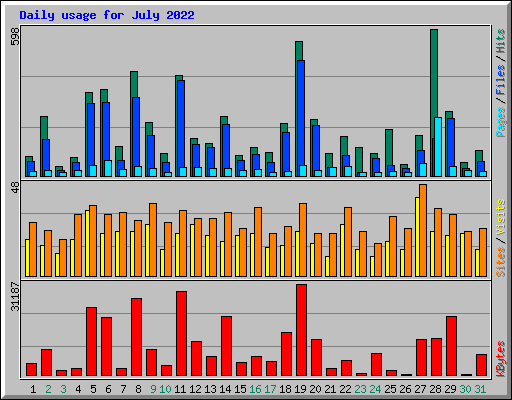 Daily usage for July 2022
598
Pages / Files / Hits
48
Sites / Visits
31187
KBytes
1 2 3 4 5 6 7 8 9 10 11 12 13 14 15 16 17 18 19 20 21 22 23 24 25 26 27 28 29 30 31